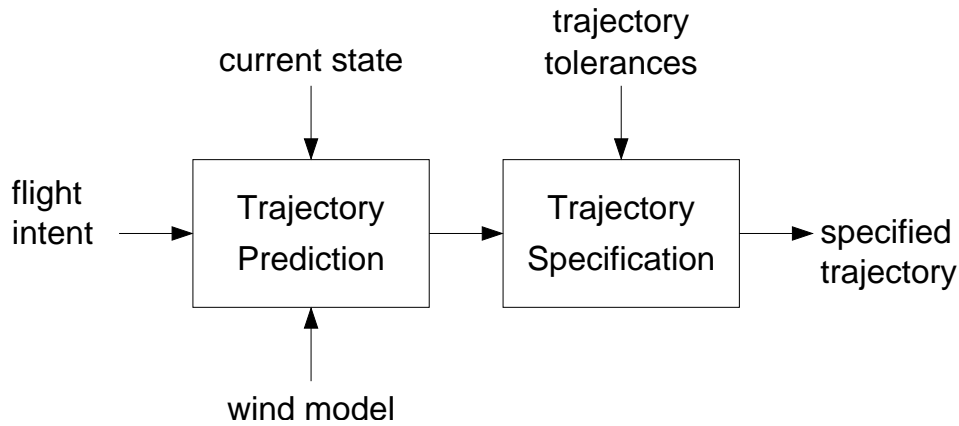 current state
trajectory
tolerances
flight
intent
Trajectory
Prediction
Trajectory
Specification
specified
trajectory
wind model